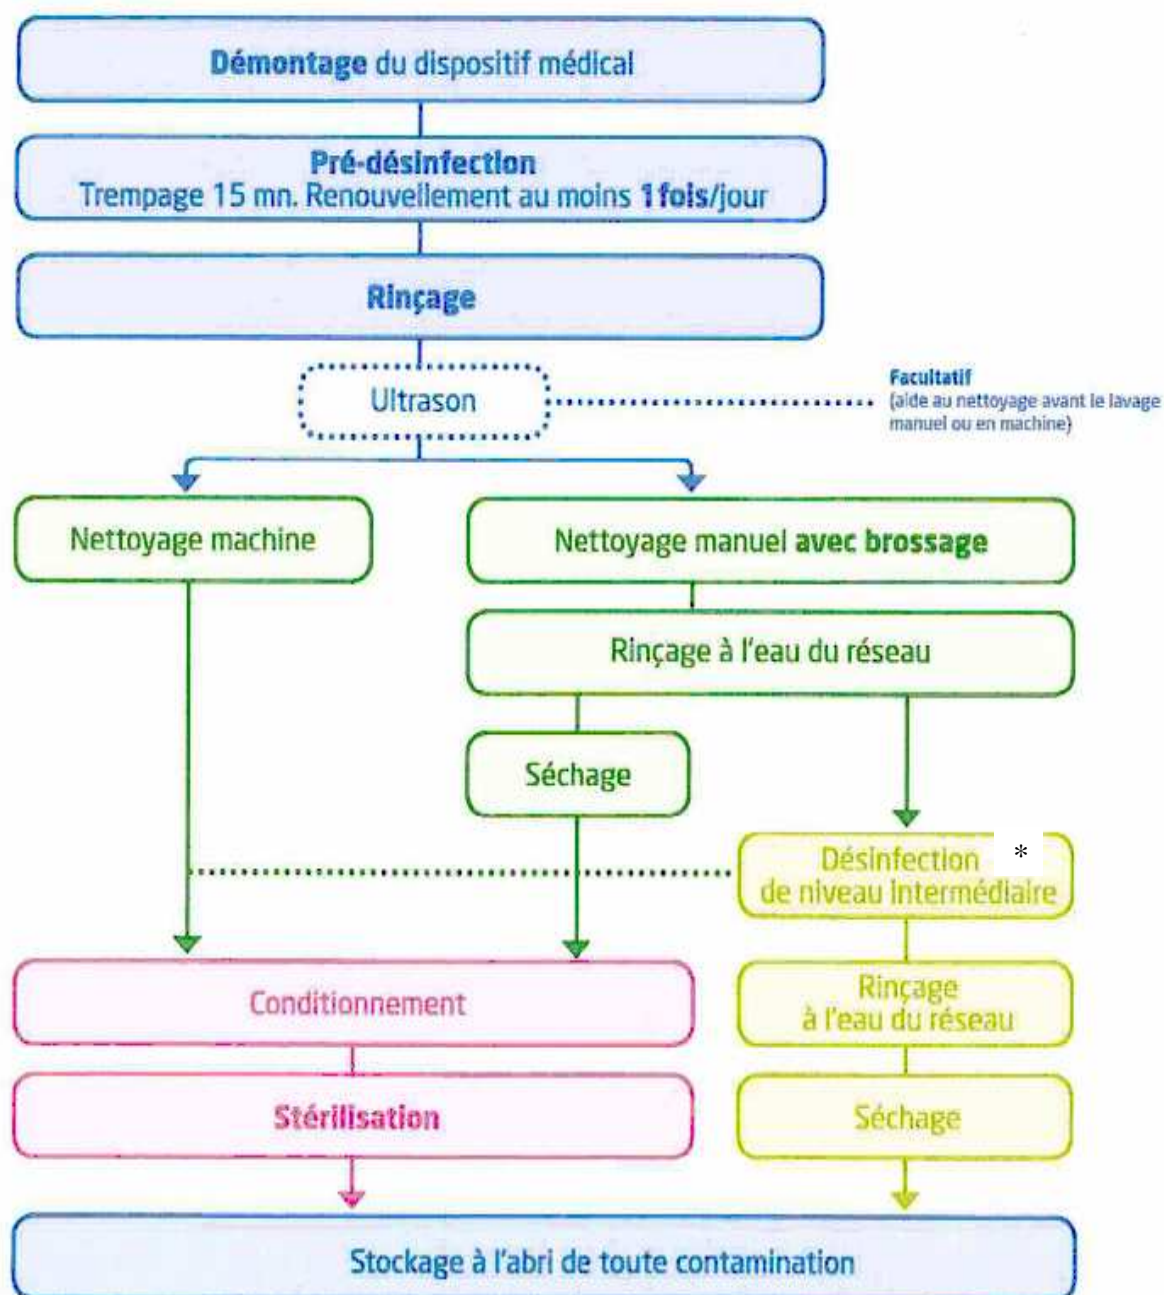 Démontage du dispositif médical
Pré-désinfection
Trempage 15 mn. Renouvellement au moins 1 fois/jour
Rinçage
Ultrason
Facultatif
(aide au nettoyage avant le lavage
manuel ou en machine)
Nettoyage machine
Nettoyage manuel avec brossage
Rinçage à l'eau du réseau
Séchage
Désinfection *
de niveau intermédiaire
Conditionnement
Rinçage
à l'eau du réseau
Stérilisation
Séchage
Stockage à l'abri de toute contamination